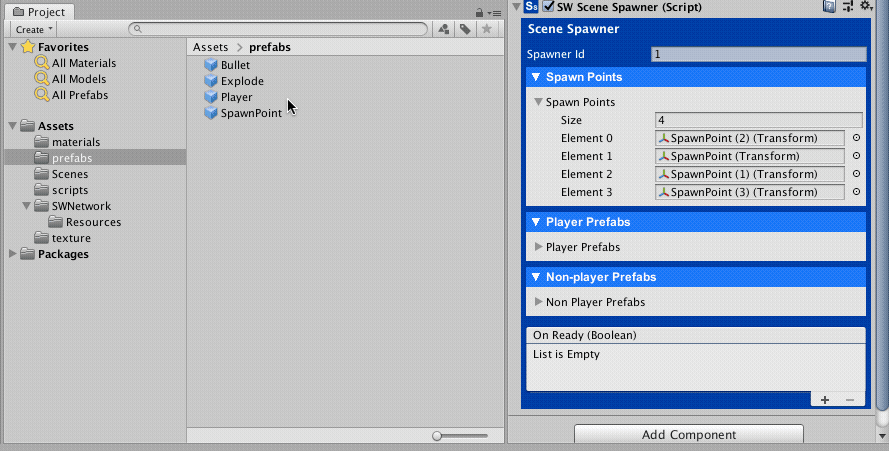 Project
Create
Favorites
All Materials
All Models
All Prefabs
Assets
materials
prefabs
Scenes
scripts
SWNetwork
Resources
texture
Packages
Assets > prefabs
Bullet
Explode
Player
SpawnPoint
Ss SW Scene Spawner (Script)
Scene Spawner
Spawner Id 1
Spawn Points
Spawn Points
Size 4
Element 0 SpawnPoint (2) (Transform)
Element 1 SpawnPoint (Transform)
Element 2 SpawnPoint (1) (Transform)
Element 3 SpawnPoint (3) (Transform)
Player Prefabs
Player Prefabs
Non-player Prefabs
Non Player Prefabs
On Ready (Boolean)
List is Empty
+ −
Add Component